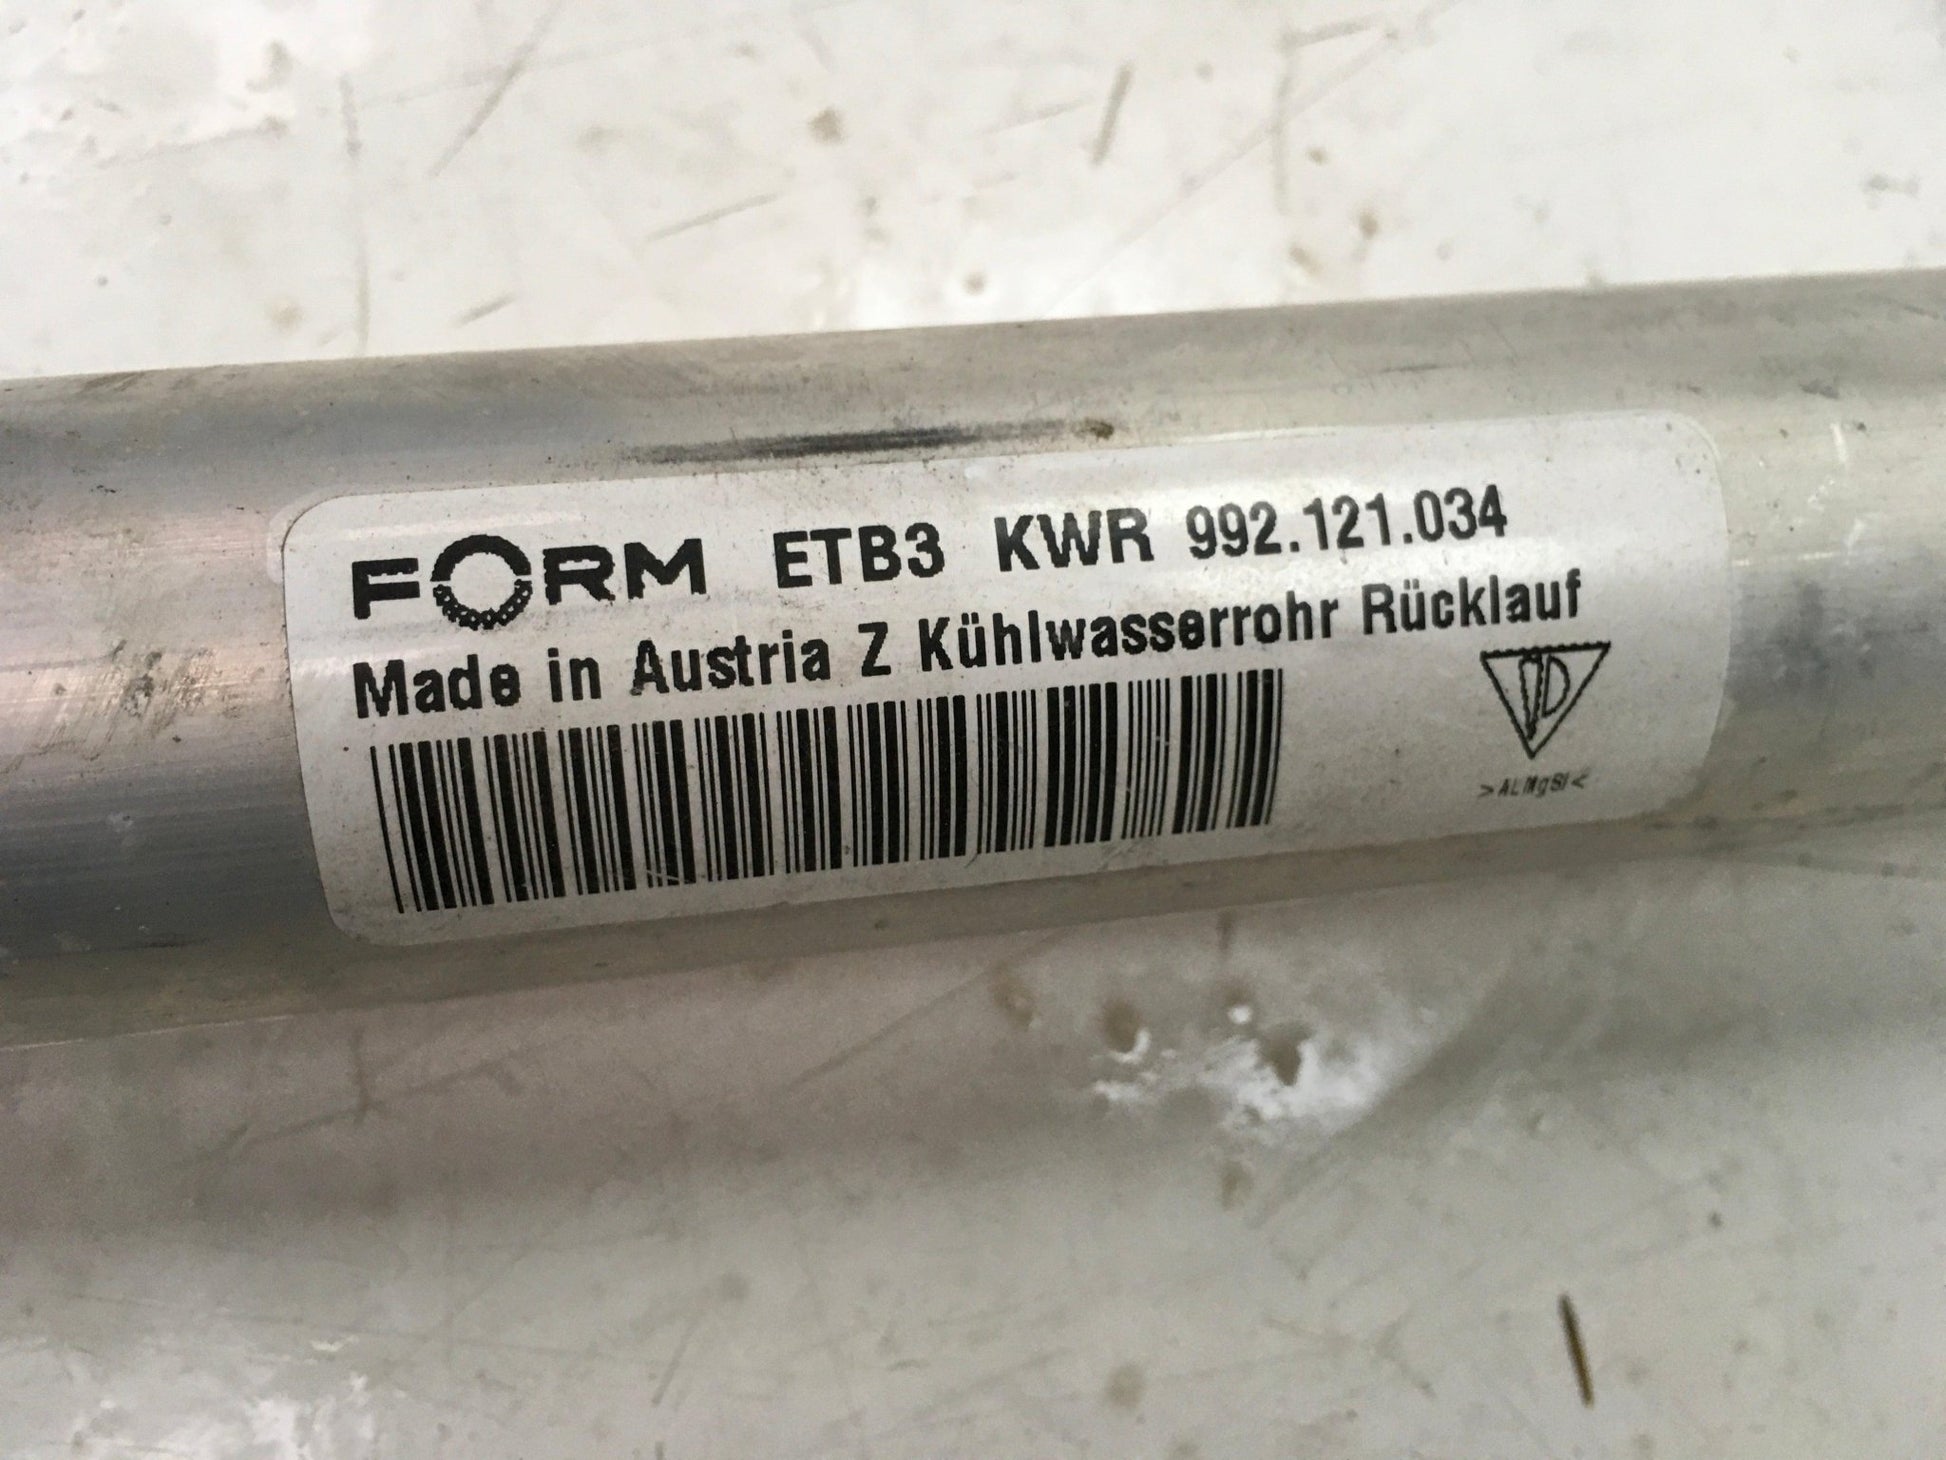 FORM ETB3 KWR 992.121.034
Made in Austria Z Kühlwasserrohr Rücklauf
>ALMgSI<